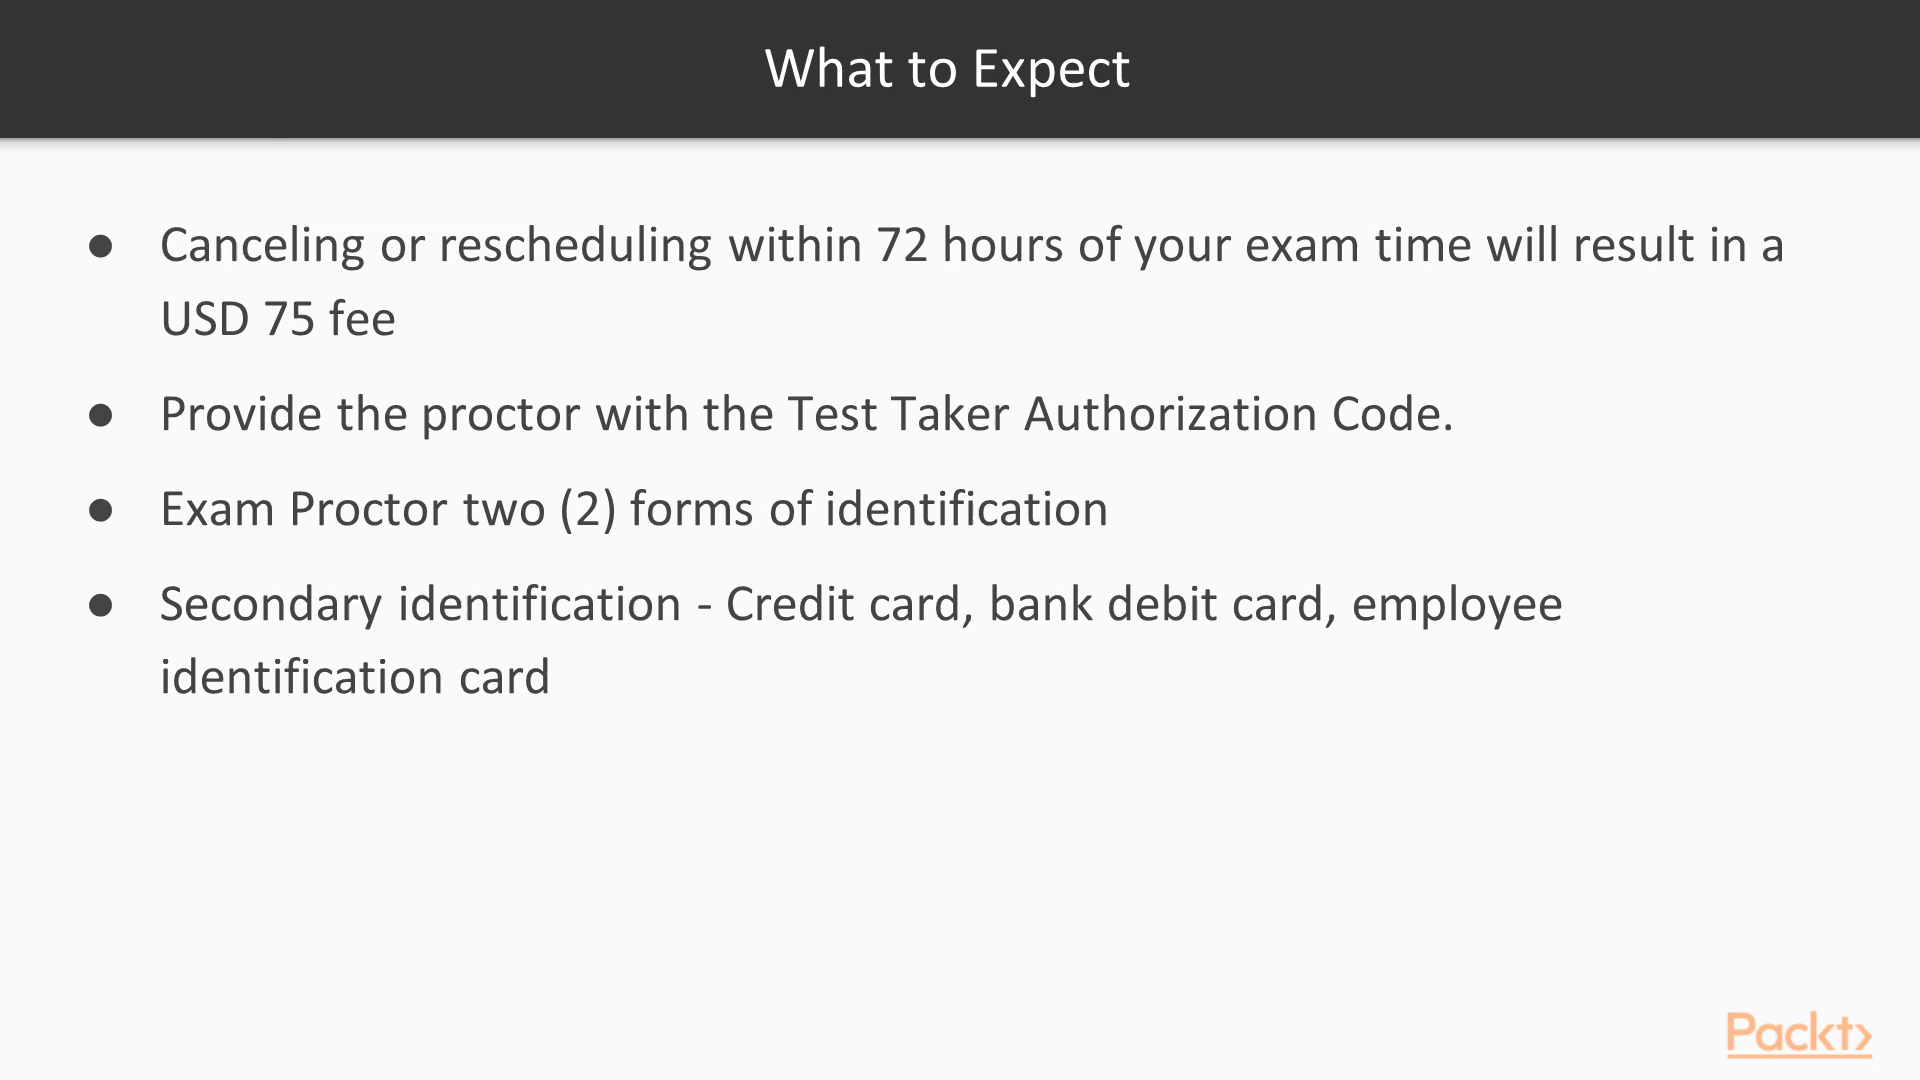 What to Expect
● Canceling or rescheduling within 72 hours of your exam time will result in a
USD 75 fee
● Provide the proctor with the Test Taker Authorization Code.
● Exam Proctor two (2) forms of identification
● Secondary identification - Credit card, bank debit card, employee
identification card
Packt>